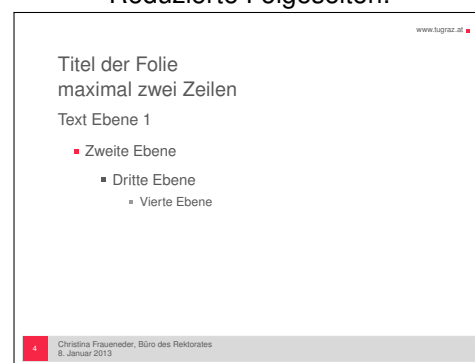 Reduzierte Folgeseiten:
www.tugraz.at
Titel der Folie
maximal zwei Zeilen
Text Ebene 1
Zweite Ebene
Dritte Ebene
Vierte Ebene
4
Christina Fraueneder, Büro des Rektorates
8. Januar 2013